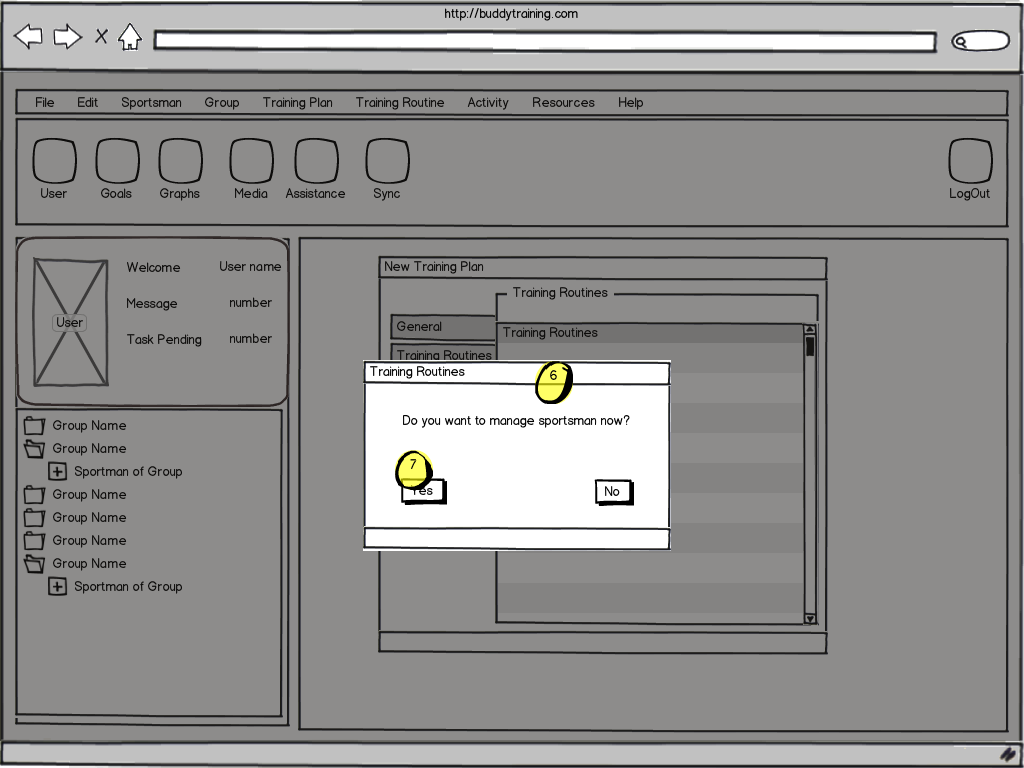 http://buddytraining.com
File Edit Sportsman Group Training Plan Training Routine Activity Resources Help
User Goals Graphs Media Assistance Sync LogOut
Welcome User name
Message number
User
Task Pending number
New Training Plan
Training Routines
General
Training Routines
Training Routines
Training Routines
6
Do you want to manage sportsman now?
7
Yes No
Group Name
Group Name
Sportman of Group
Group Name
Group Name
Group Name
Group Name
Sportman of Group